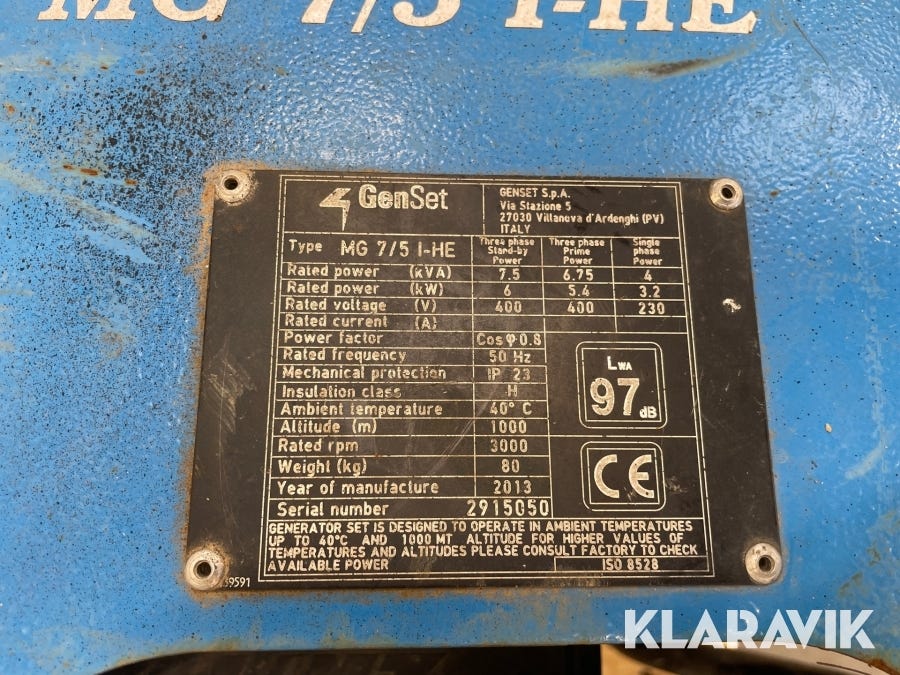 MG 7/5 I-HE
GenSet
GENSET S.p.A.
Via Stazione 5
27030 Villanova d'Ardenghi (PV)
ITALY
Type MG 7/5 I-HE
Three phase Stand-by Power
Three phase Prime Power
Single phase Power
Rated power (kVA) 7.5 6.75 4
Rated power (kW) 6 5.4 3.2
Rated voltage (V) 400 400 230
Rated current (A)
Power factor Cosφ0.8
Rated frequency 50 Hz
Mechanical protection IP 23
Insulation class H
Ambient temperature 40° C
Altitude (m) 1000
Rated rpm 3000
Weight (kg) 80
Year of manufacture 2013
Serial number 2915050
LWA
97 dB
CE
GENERATOR SET IS DESIGNED TO OPERATE IN AMBIENT TEMPERATURES
UP TO 40°C AND 1000 MT ALTITUDE FOR HIGHER VALUES OF
TEMPERATURES AND ALTITUDES PLEASE CONSULT FACTORY TO CHECK
AVAILABLE POWER
ISO 8528
39591
KLARAVIK